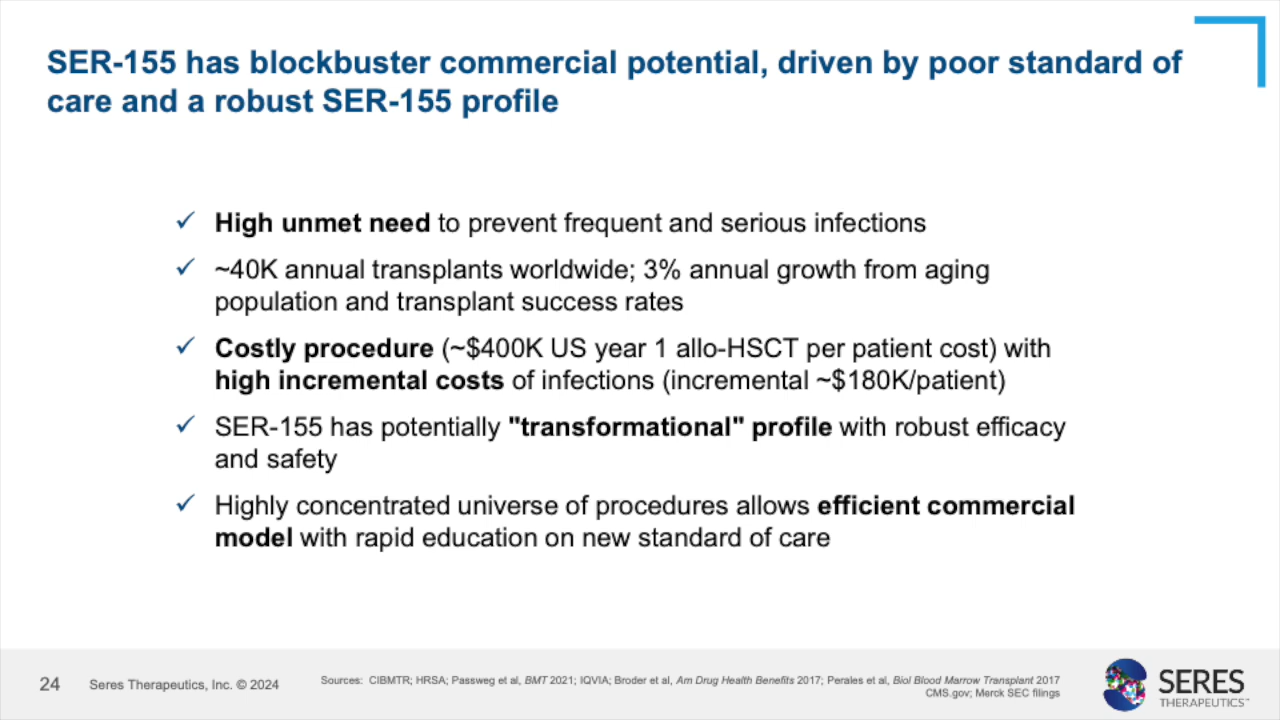 SER-155 has blockbuster commercial potential, driven by poor standard of
care and a robust SER-155 profile
✓ High unmet need to prevent frequent and serious infections
✓ ~40K annual transplants worldwide; 3% annual growth from aging
population and transplant success rates
✓ Costly procedure (~$400K US year 1 allo-HSCT per patient cost) with
high incremental costs of infections (incremental ~$180K/patient)
✓ SER-155 has potentially "transformational" profile with robust efficacy
and safety
✓ Highly concentrated universe of procedures allows efficient commercial
model with rapid education on new standard of care
24
Seres Therapeutics, Inc. © 2024
Sources: CIBMTR; HRSA; Passweg et al, BMT 2021; IQVIA; Broder et al, Am Drug Health Benefits 2017; Perales et al, Biol Blood Marrow Transplant 2017
CMS.gov; Merck SEC filings
SERES
THERAPEUTICS™